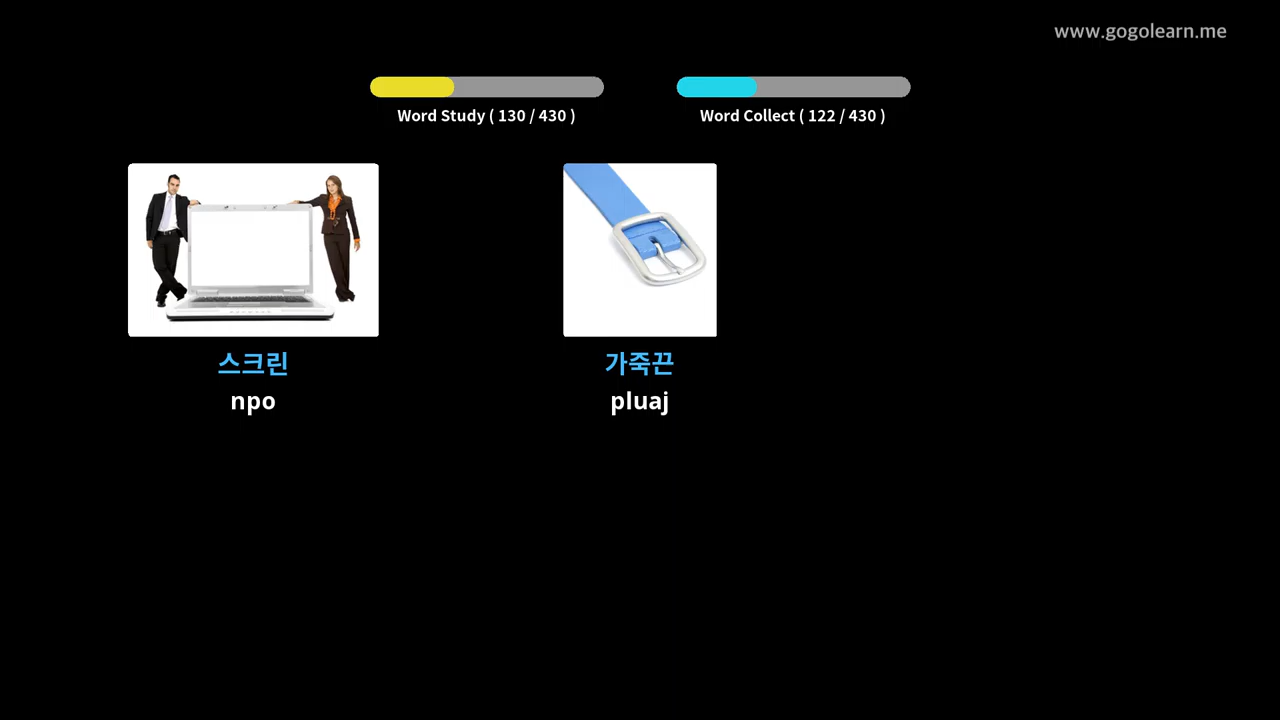 www.gogolearn.me
Word Study ( 130 / 430 )
Word Collect ( 122 / 430 )
스크린
npo
가죽끈
pluaj